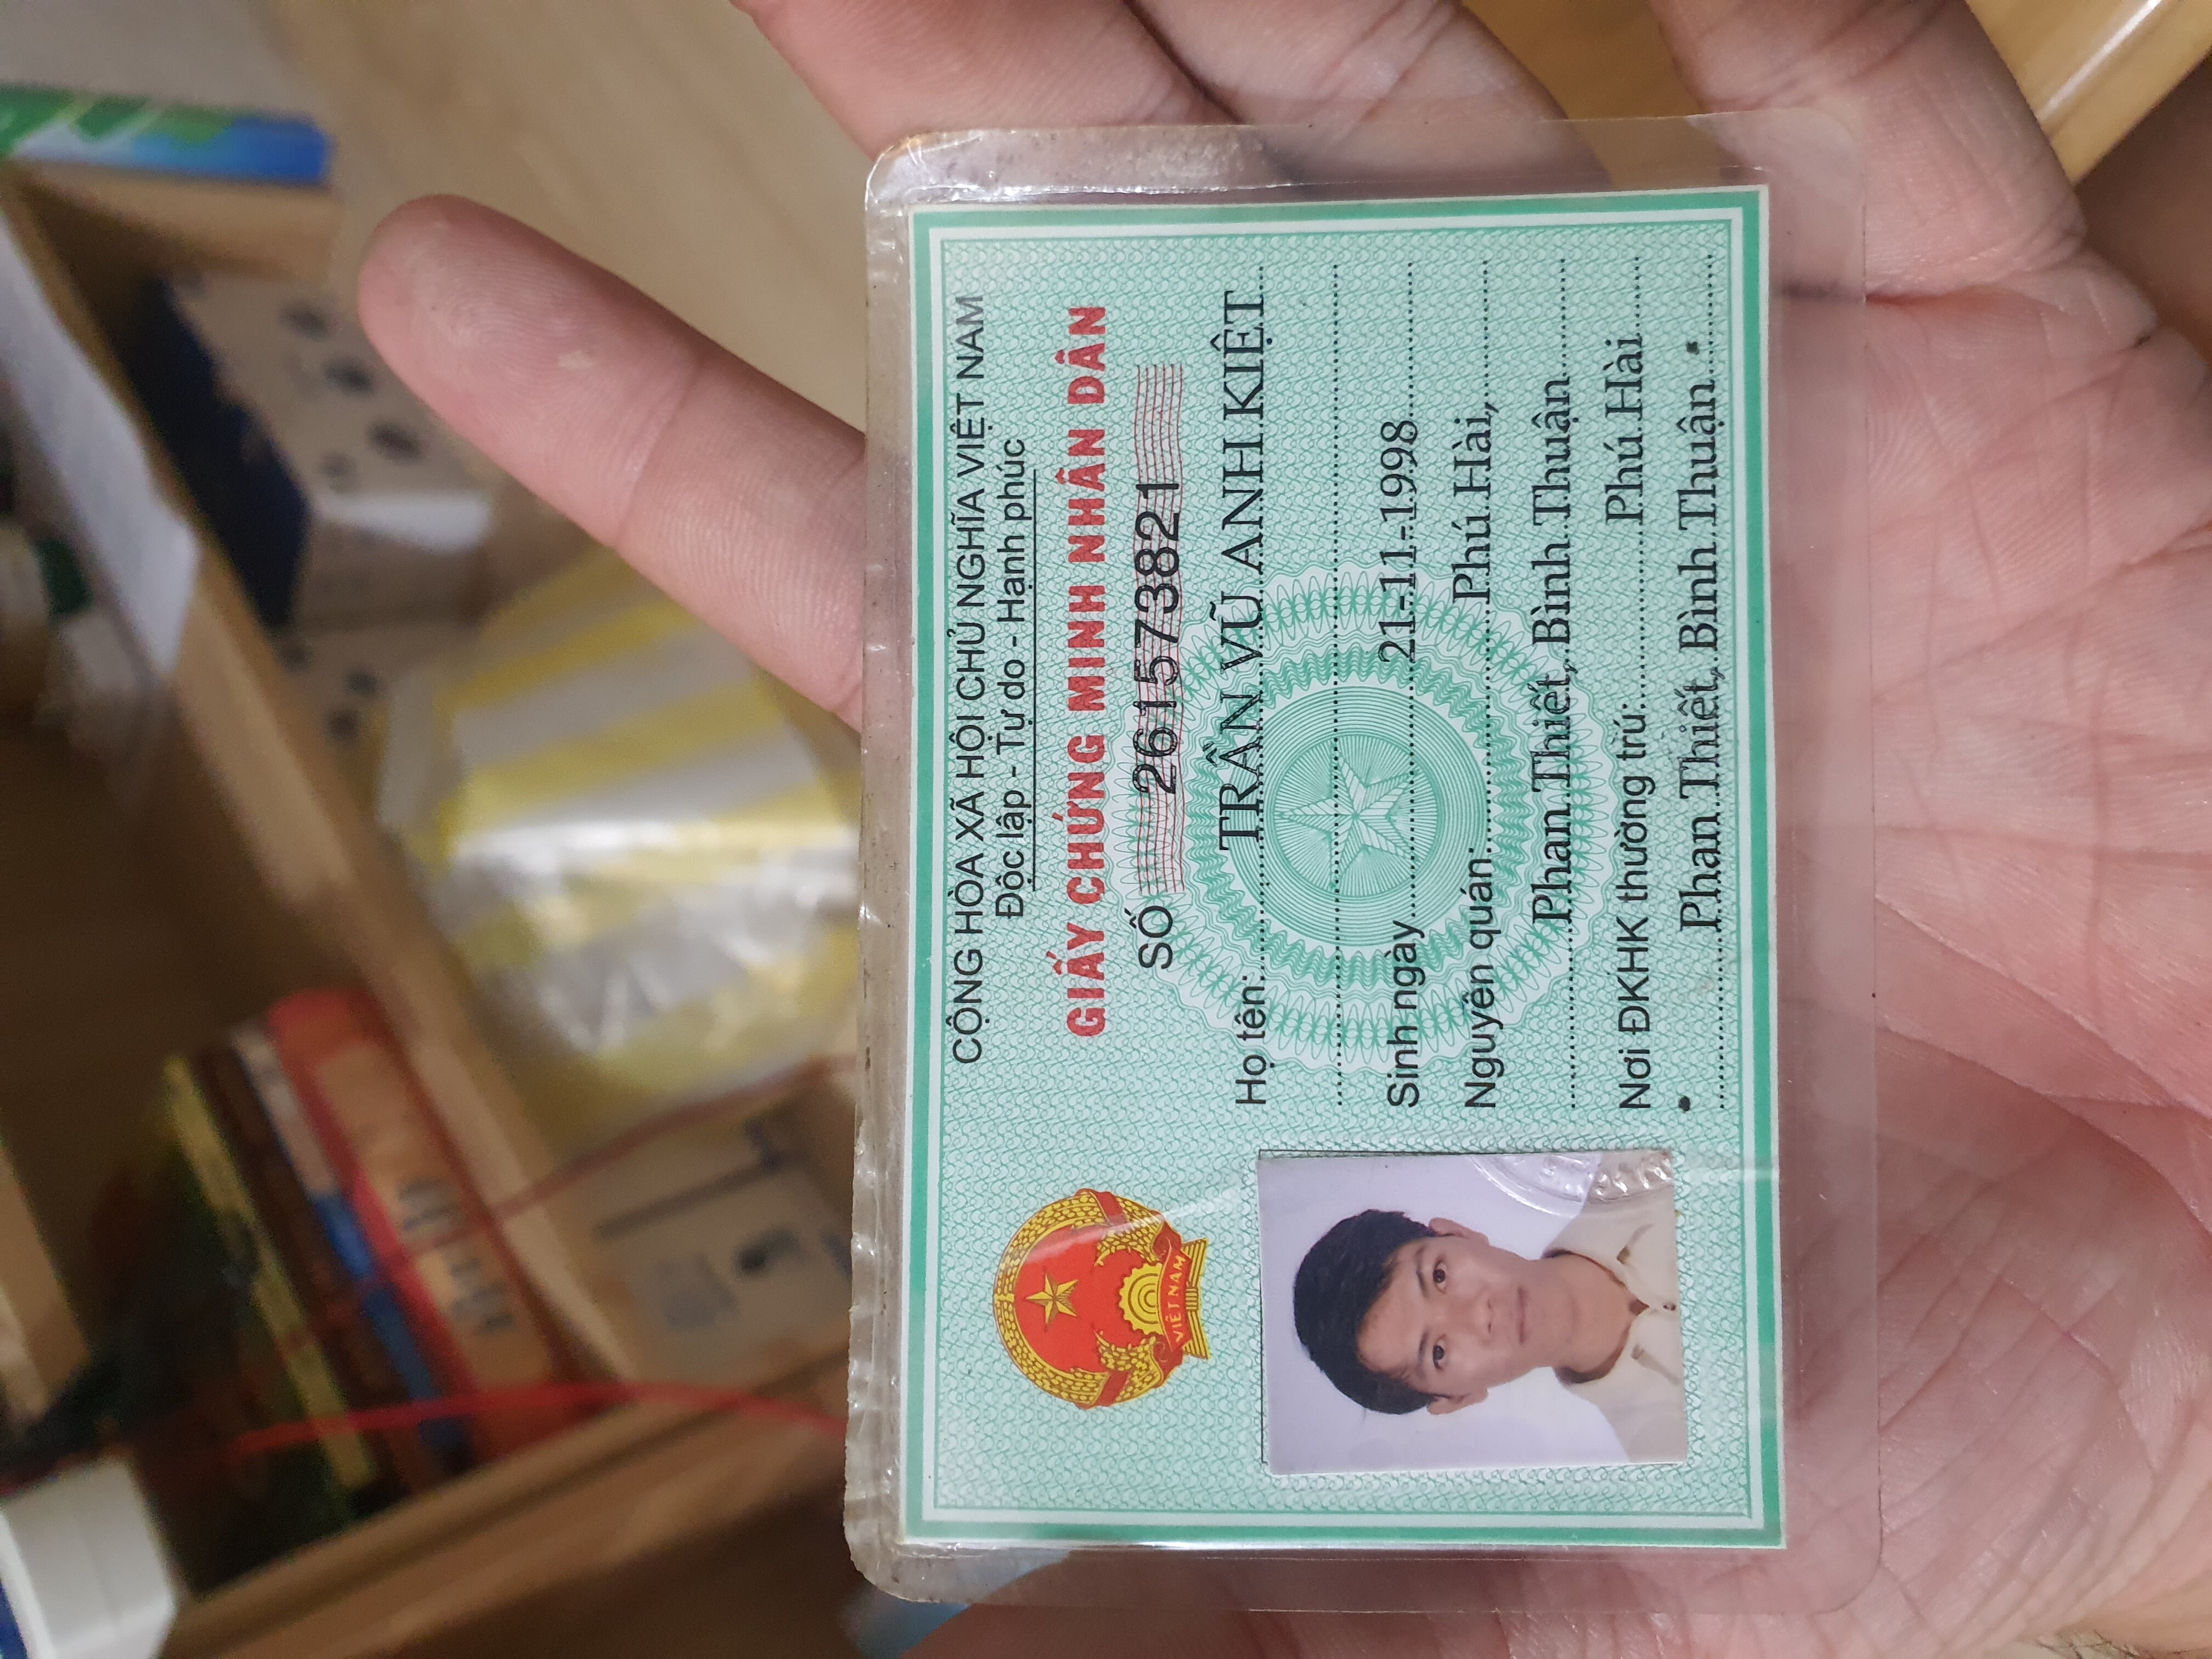 CỘNG HÒA XÃ HỘI CHỦ NGHĨA VIỆT NAM
Độc lập - Tự do - Hạnh phúc
GIẤY CHỨNG MINH NHÂN DÂN
SỐ 261573821
Họ tên: TRẦN VŨ ANH KIỆT
Sinh ngày 21-11-1998
Nguyên quán: Phú Hài,
Phan Thiết, Bình Thuận
Nơi ĐKHK thường trú: Phú Hài
Phan Thiết, Bình Thuận
VIỆT NAM